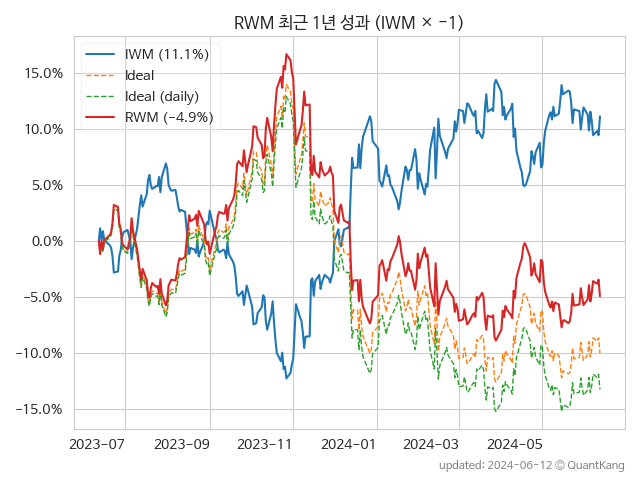 RWM 최근 1년 성과 (IWM × −1)
IWM (11.1%)
Ideal
Ideal (daily)
RWM (−4.9%)
15.0%
10.0%
5.0%
0.0%
−5.0%
−10.0%
−15.0%
2023-07
2023-09
2023-11
2024-01
2024-03
2024-05
updated: 2024-06-12 © QuantKang